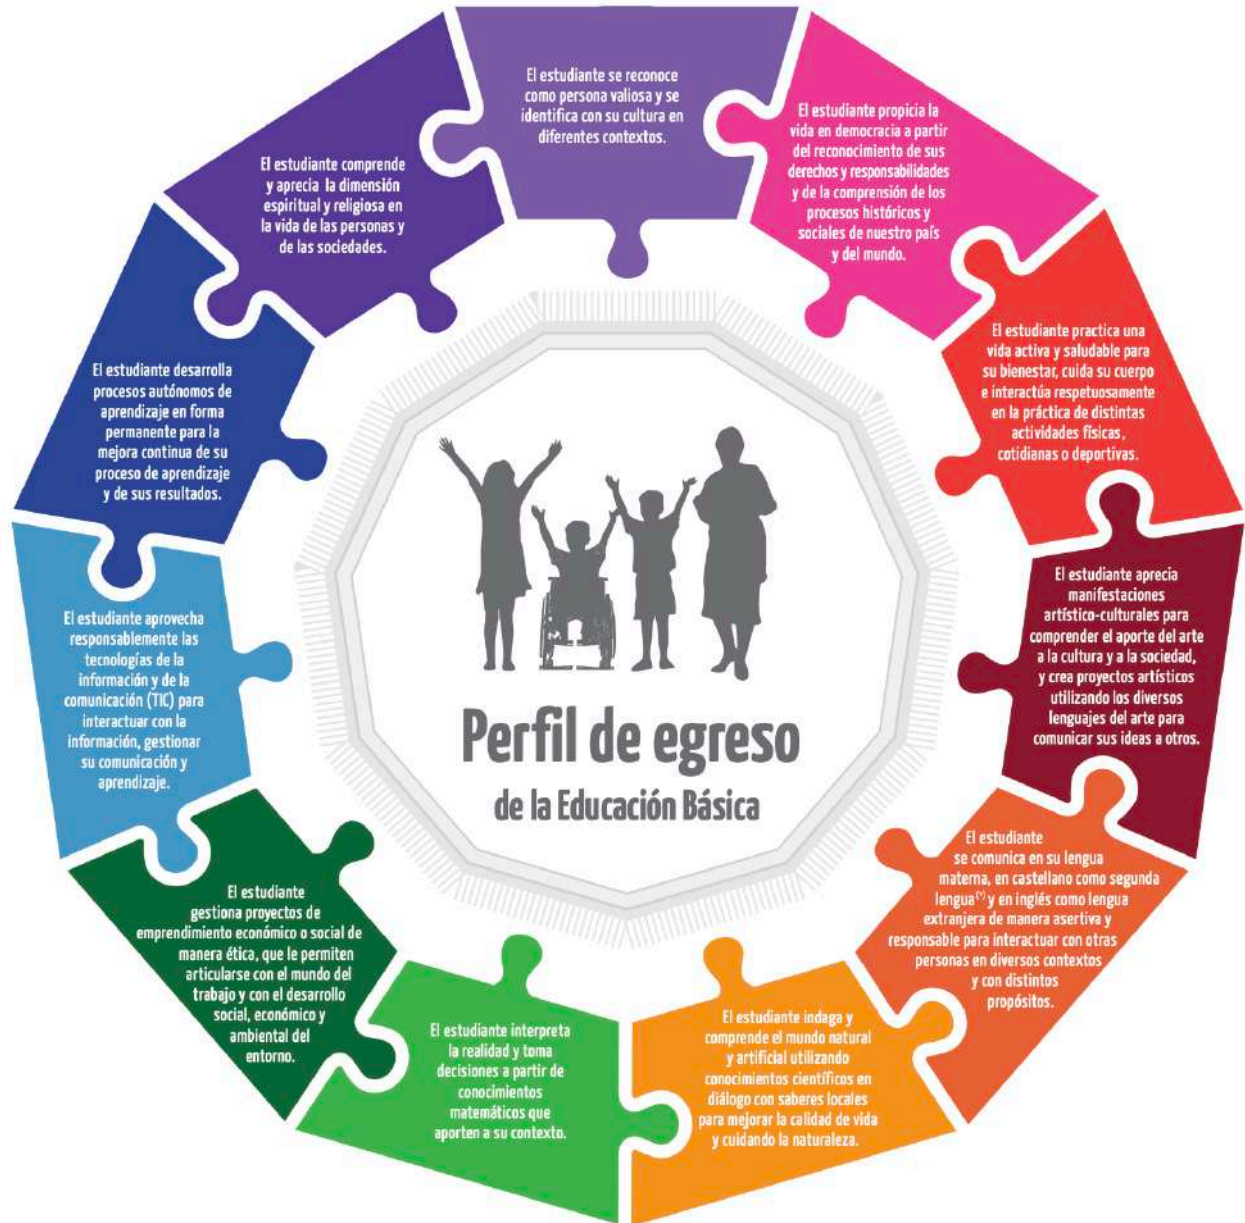 El estudiante se reconoce
como persona valiosa y se
identifica con su cultura en
diferentes contextos.
El estudiante propicia la
vida en democracia a partir
del reconocimiento de sus
derechos y responsabilidades
y de la comprensión de los
procesos históricos y
sociales de nuestro país
y del mundo.
El estudiante practica una
vida activa y saludable para
su bienestar, cuida su cuerpo
e interactúa respetuosamente
en la práctica de distintas
actividades físicas,
cotidianas o deportivas.
El estudiante aprecia
manifestaciones
artístico-culturales para
comprender el aporte del arte
a la cultura y a la sociedad,
y crea proyectos artísticos
utilizando los diversos
lenguajes del arte para
comunicar sus ideas a otros.
El estudiante
se comunica en su lengua
materna, en castellano como segunda
lengua(*) y en inglés como lengua
extranjera de manera asertiva y
responsable para interactuar con otras
personas en diversos contextos
y con distintos
propósitos.
El estudiante indaga y
comprende el mundo natural
y artificial utilizando
conocimientos científicos en
diálogo con saberes locales
para mejorar la calidad de vida
y cuidando la naturaleza.
El estudiante interpreta
la realidad y toma
decisiones a partir de
conocimientos
matemáticos que
aporten a su contexto.
El estudiante
gestiona proyectos de
emprendimiento económico o social de
manera ética, que le permiten
articularse con el mundo del
trabajo y con el desarrollo
social, económico y
ambiental del
entorno.
El estudiante aprovecha
responsablemente las
tecnologías de la
información y de la
comunicación (TIC) para
interactuar con la
información, gestionar
su comunicación y
aprendizaje.
El estudiante desarrolla
procesos autónomos de
aprendizaje en forma
permanente para la
mejora continua de su
proceso de aprendizaje
y de sus resultados.
El estudiante comprende
y aprecia la dimensión
espiritual y religiosa en
la vida de las personas y
de las sociedades.
Perfil de egreso
de la Educación Básica